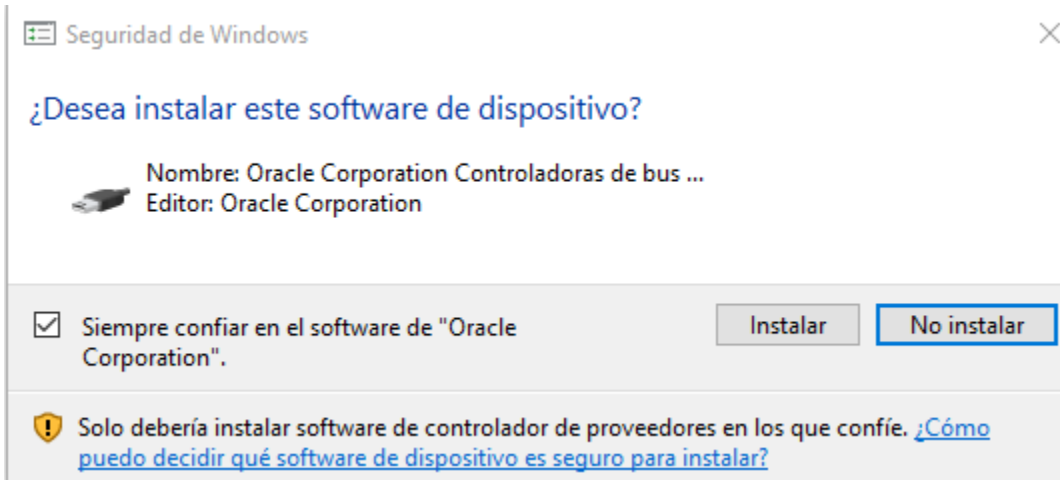 Seguridad de Windows
¿Desea instalar este software de dispositivo?
Nombre: Oracle Corporation Controladoras de bus ...
Editor: Oracle Corporation
Siempre confiar en el software de "Oracle
Corporation".
Instalar
No instalar
Solo debería instalar software de controlador de proveedores en los que confíe. ¿Cómo
puedo decidir qué software de dispositivo es seguro para instalar?